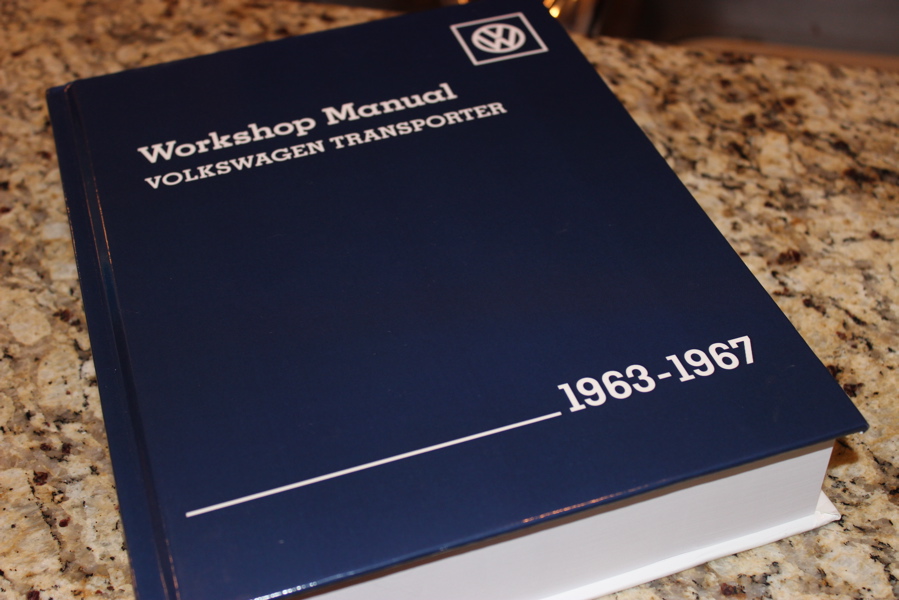 Workshop Manual
VOLKSWAGEN TRANSPORTER
1963-1967